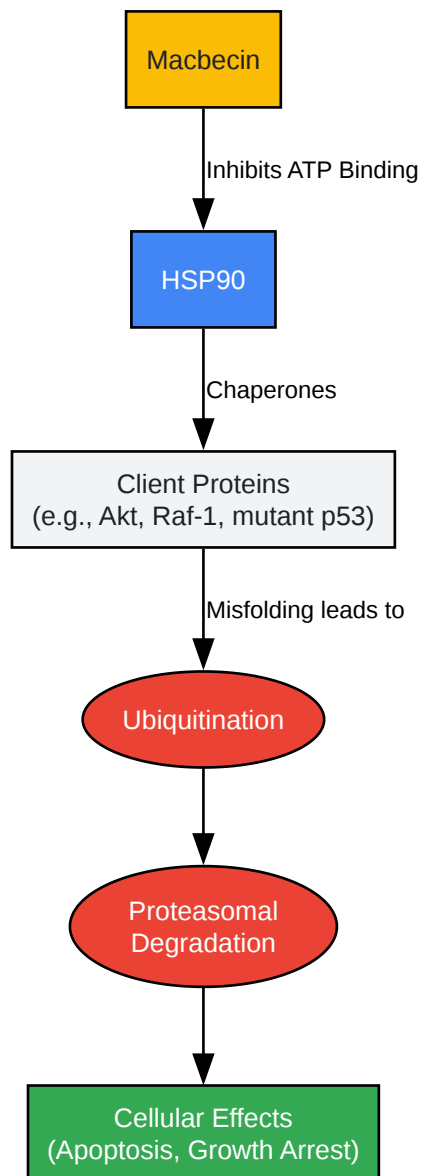 Macbecin
Inhibits ATP Binding
HSP90
Chaperones
Client Proteins
(e.g., Akt, Raf-1, mutant p53)
Misfolding leads to
Ubiquitination
Proteasomal
Degradation
Cellular Effects
(Apoptosis, Growth Arrest)